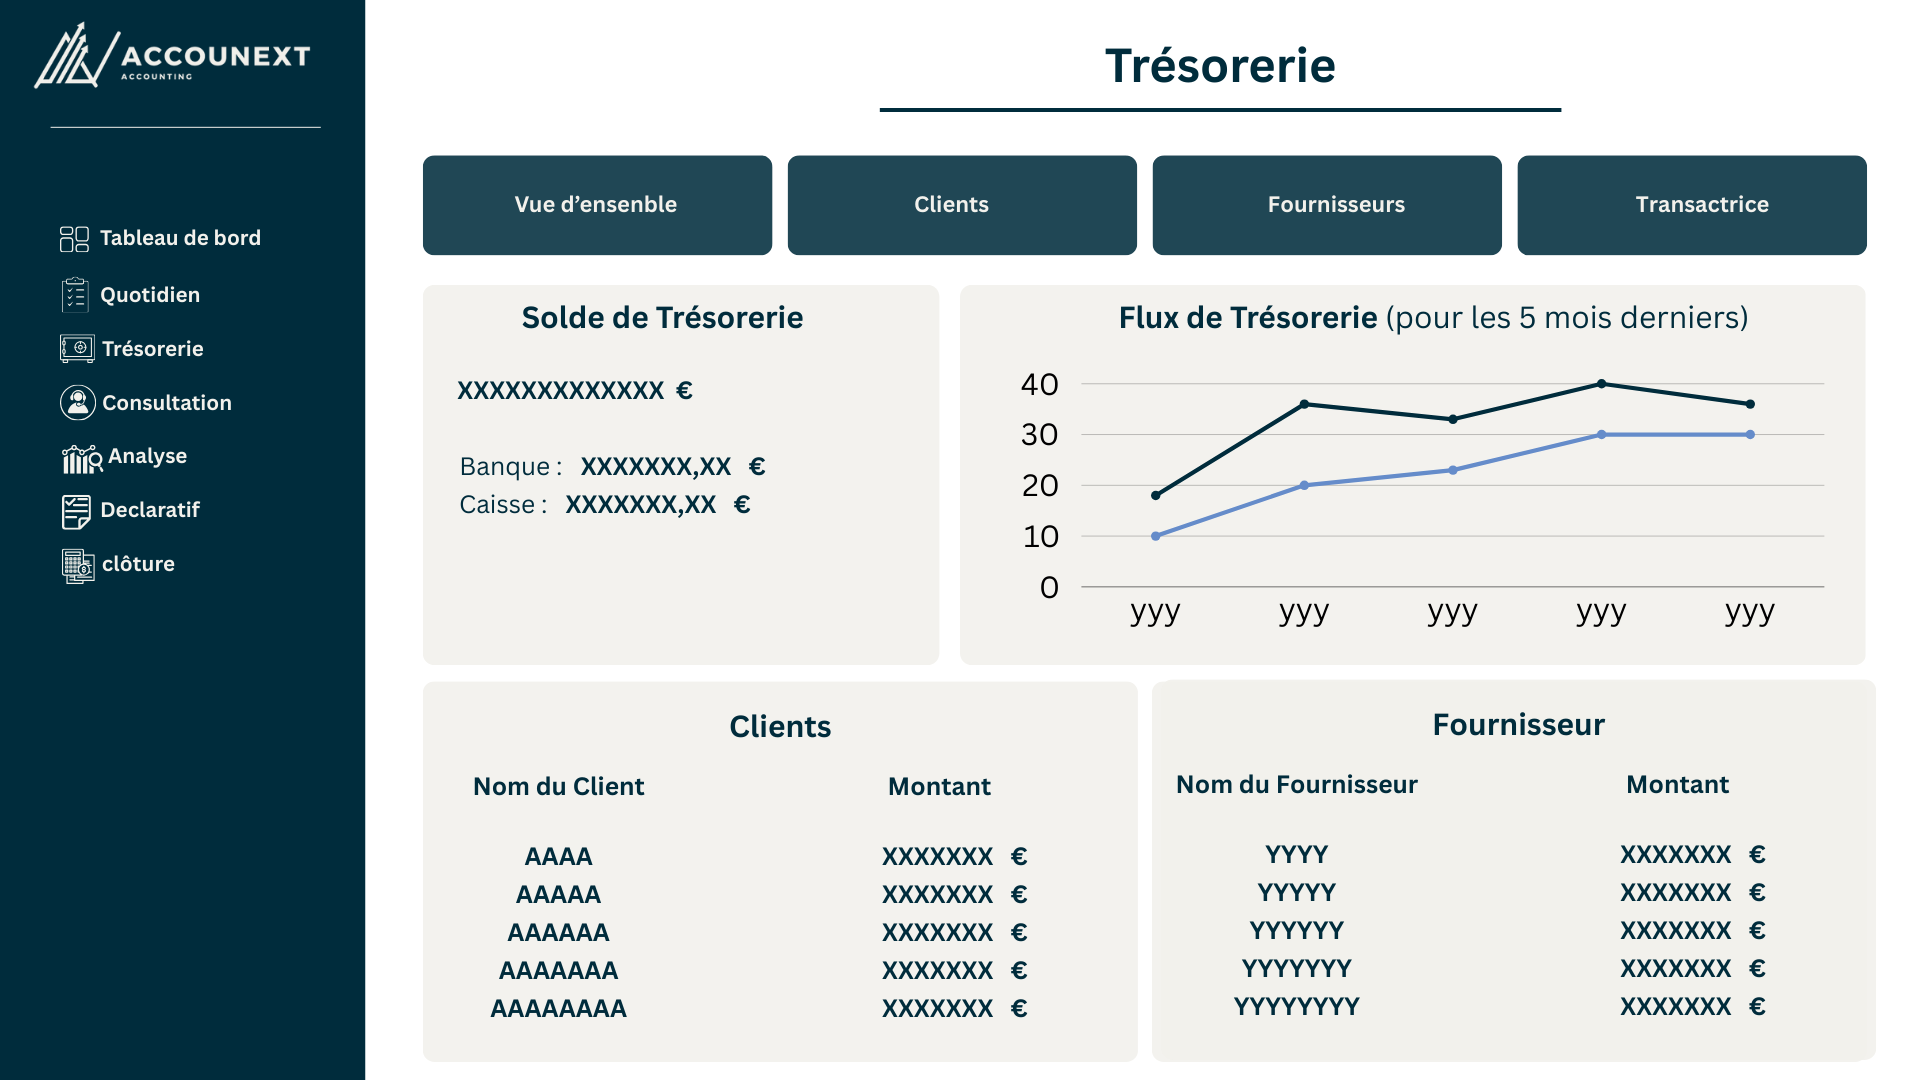 ACCOUNEXT
ACCOUNTING
Tableau de bord
Quotidien
Trésorerie
Consultation
Analyse
Declaratif
clôture
Trésorerie
Vue d’ensenble
Clients
Fournisseurs
Transactrice
Solde de Trésorerie
XXXXXXXXXXXXX €
Banque : XXXXXXX,XX €
Caisse : XXXXXXX,XX €
Flux de Trésorerie (pour les 5 mois derniers)
40
30
20
10
0
yyy yyy yyy yyy yyy
Clients
Nom du Client Montant
AAAA XXXXXXX €
AAAAA XXXXXXX €
AAAAAA XXXXXXX €
AAAAAAA XXXXXXX €
AAAAAAAA XXXXXXX €
Fournisseur
Nom du Fournisseur Montant
YYYY XXXXXXX €
YYYYY XXXXXXX €
YYYYYY XXXXXXX €
YYYYYYY XXXXXXX €
YYYYYYYY XXXXXXX €